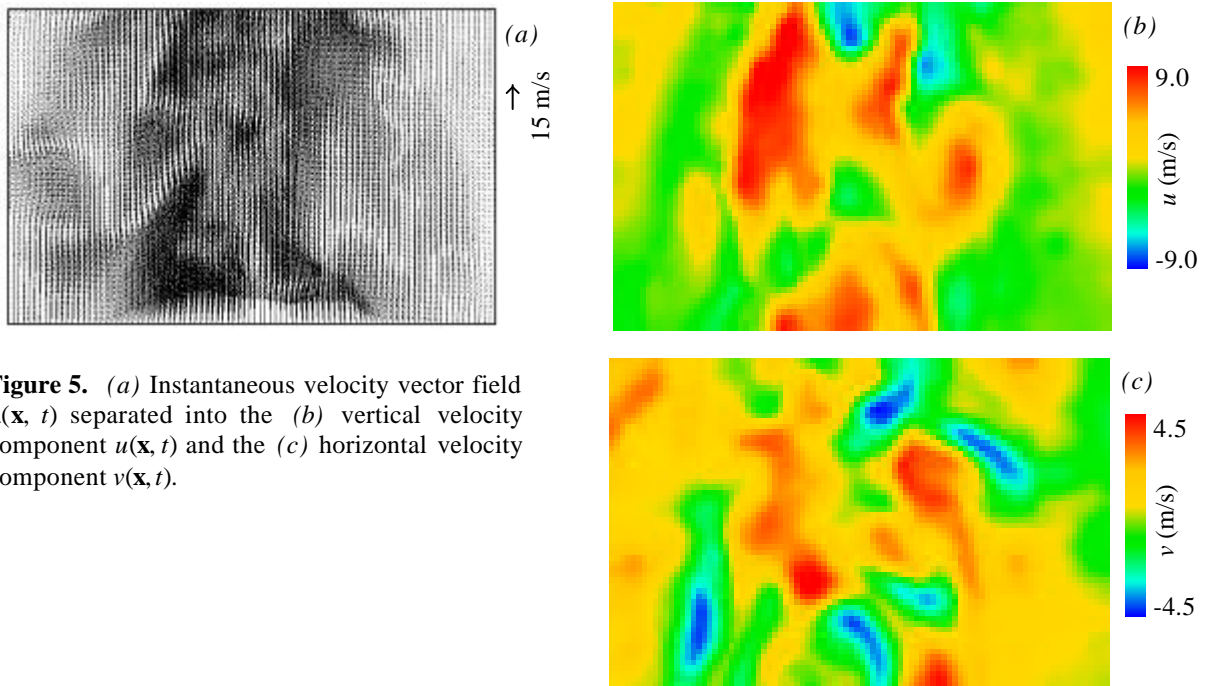 (a)
↑
15 m/s
(b)
9.0
u (m/s)
-9.0
igure 5. (a) Instantaneous velocity vector field
(x, t) separated into the (b) vertical velocity
omponent u(x, t) and the (c) horizontal velocity
omponent v(x, t).
(c)
4.5
v (m/s)
-4.5